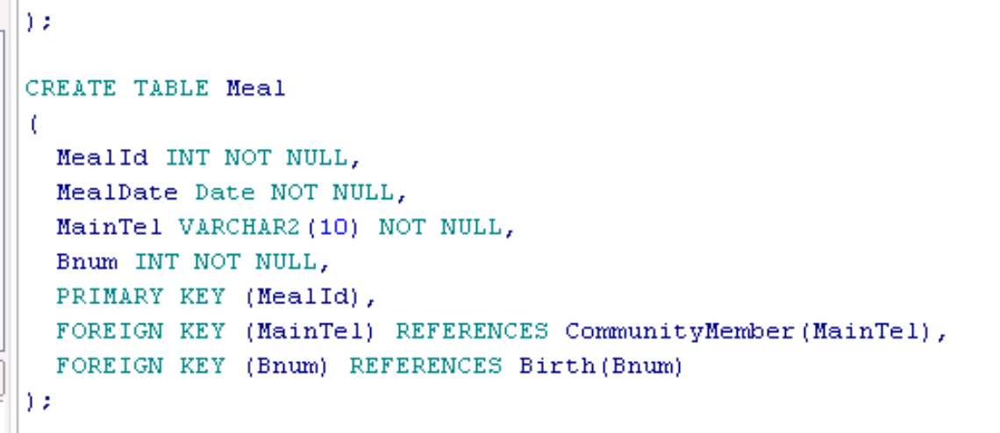 );
CREATE TABLE Meal
(
MealId INT NOT NULL,
MealDate Date NOT NULL,
MainTel VARCHAR2(10) NOT NULL,
Bnum INT NOT NULL,
PRIMARY KEY (MealId),
FOREIGN KEY (MainTel) REFERENCES CommunityMember(MainTel),
FOREIGN KEY (Bnum) REFERENCES Birth(Bnum)
);